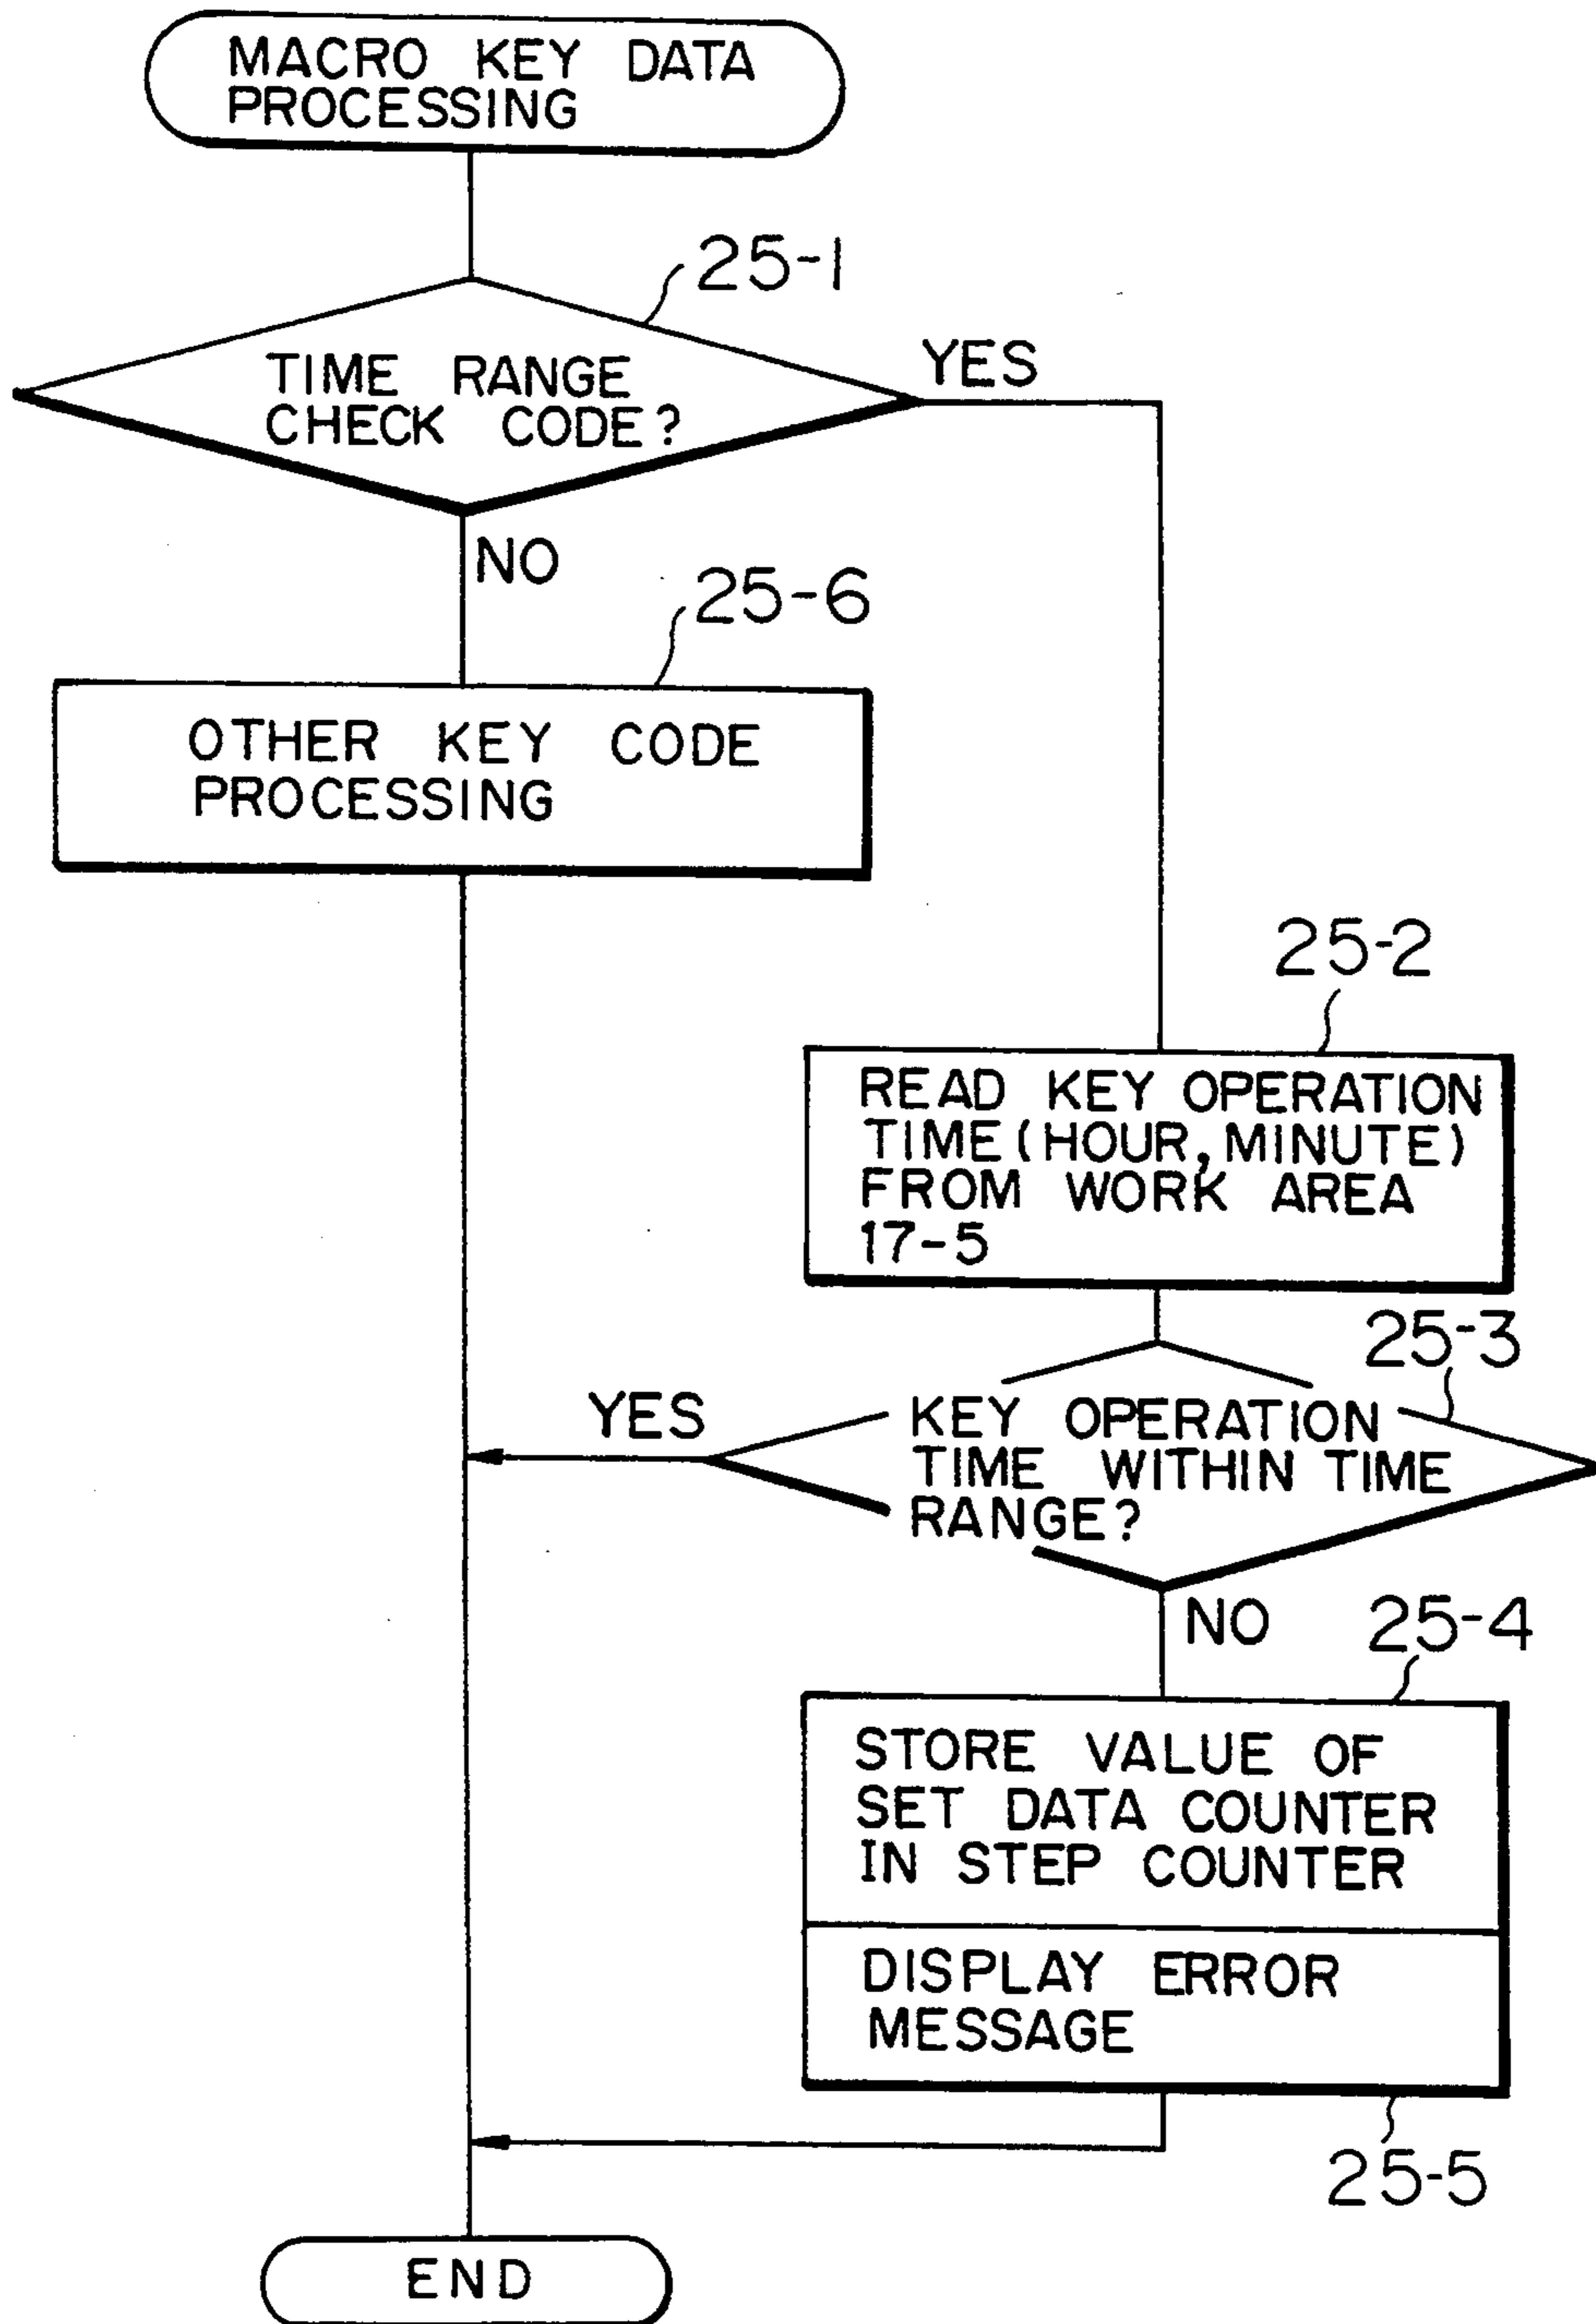 MACRO KEY DATA
PROCESSING
25-1
TIME RANGE
CHECK CODE?
YES
NO
25-6
OTHER KEY CODE
PROCESSING
25-2
READ KEY OPERATION
TIME(HOUR,MINUTE)
FROM WORK AREA
17-5
25-3
YES
KEY OPERATION
TIME WITHIN TIME
RANGE?
NO
25-4
STORE VALUE OF
SET DATA COUNTER
IN STEP COUNTER
DISPLAY ERROR
MESSAGE
25-5
END